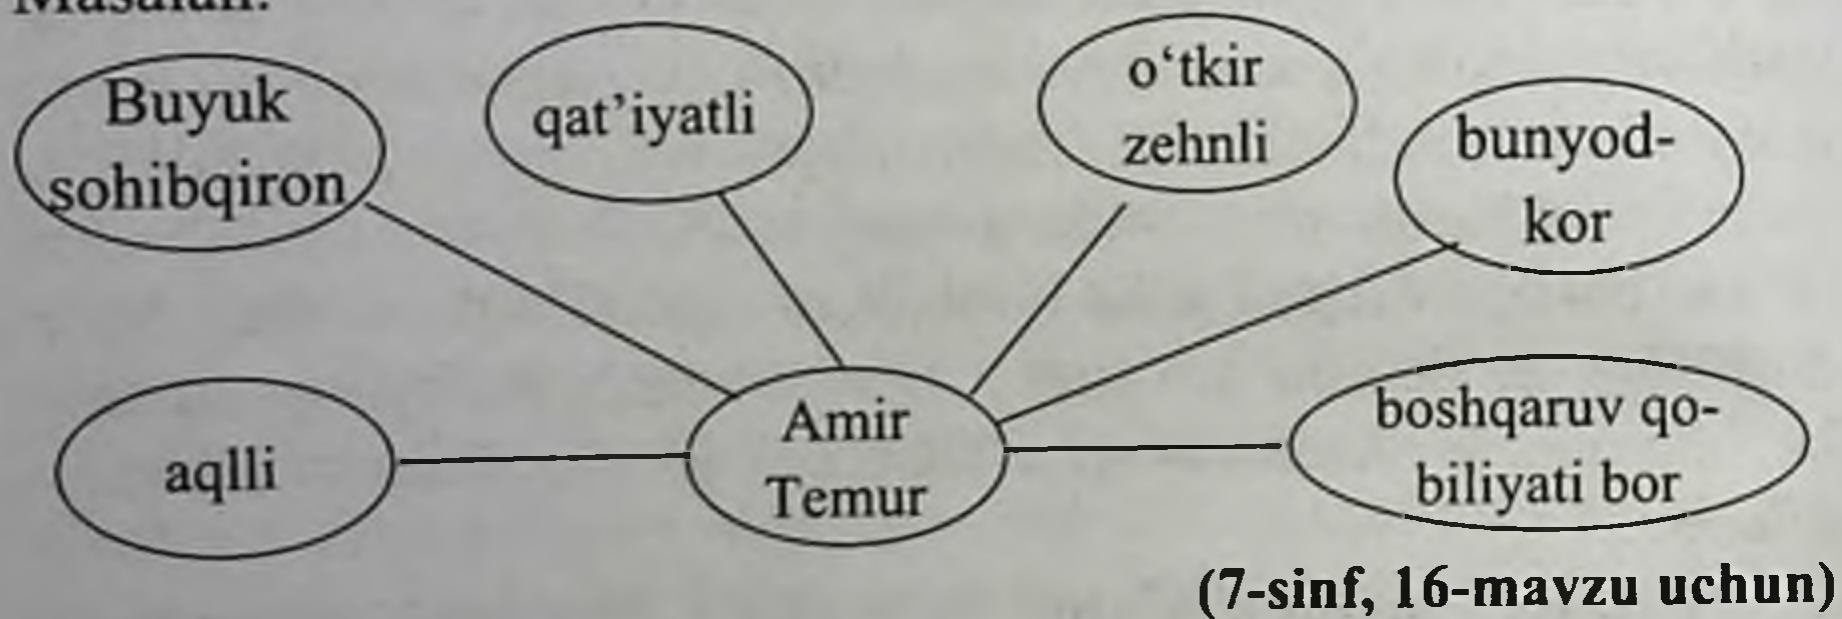 Masalan:
Buyuk
sohibqiron
qat’iyatli
o‘tkir
zehnli
bunyod-
kor
aqlli
Amir
Temur
boshqaruv qo-
biliyati bor
(7-sinf, 16-mavzu uchun)